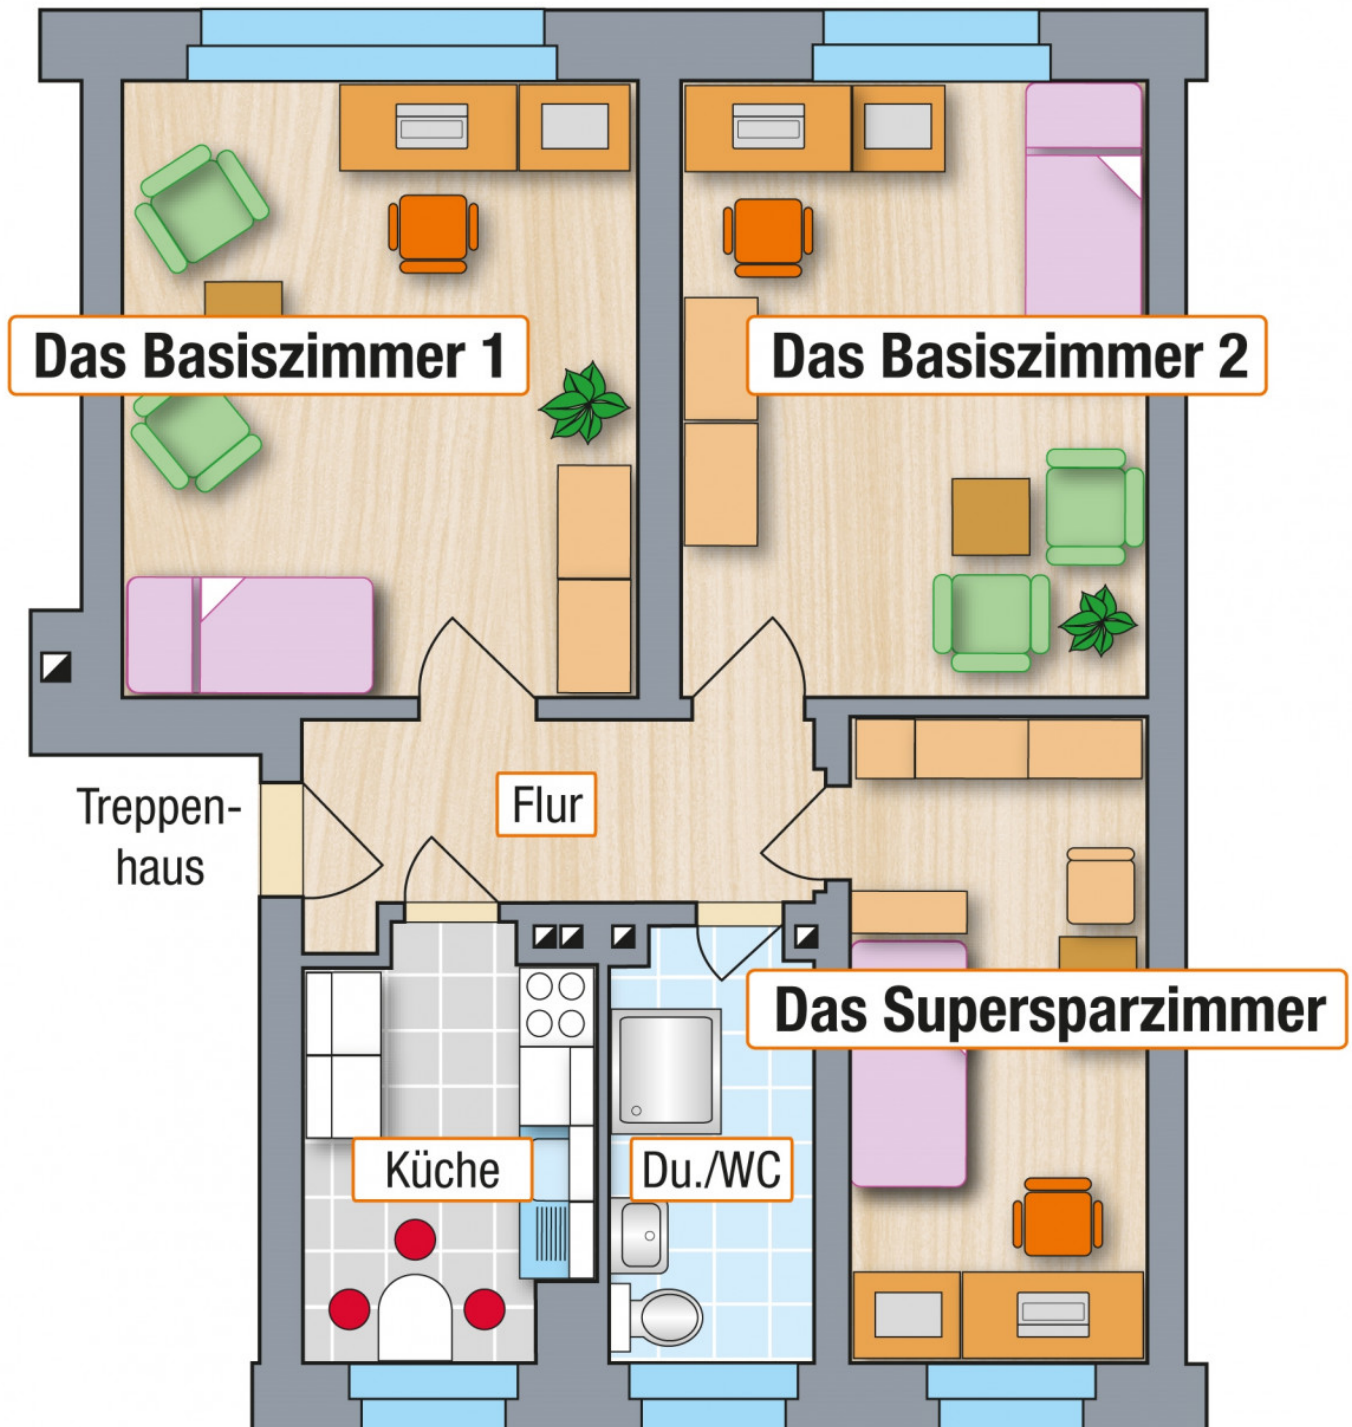 Das Basiszimmer 1
Das Basiszimmer 2
Treppen-
haus
Flur
Das Supersparzimmer
Küche
Du./WC